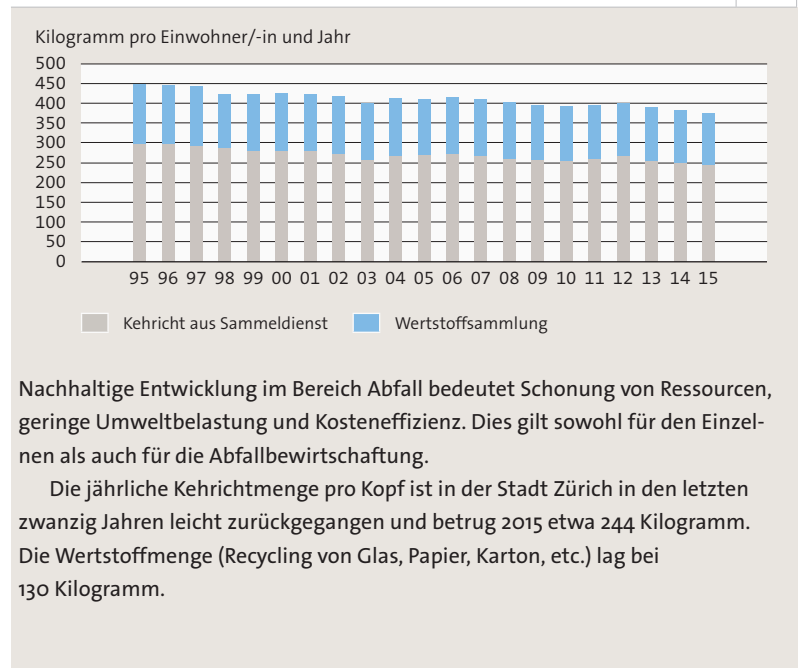 Kilogramm pro Einwohner/-in und Jahr
500
450
400
350
300
250
200
150
100
50
0
95 96 97 98 99 00 01 02 03 04 05 06 07 08 09 10 11 12 13 14 15
Kehricht aus Sammeldienst Wertstoffsammlung
Nachhaltige Entwicklung im Bereich Abfall bedeutet Schonung von Ressourcen,
geringe Umweltbelastung und Kosteneffizienz. Dies gilt sowohl für den Einzel-
nen als auch für die Abfallbewirtschaftung.
Die jährliche Kehrichtmenge pro Kopf ist in der Stadt Zürich in den letzten
zwanzig Jahren leicht zurückgegangen und betrug 2015 etwa 244 Kilogramm.
Die Wertstoffmenge (Recycling von Glas, Papier, Karton, etc.) lag bei
130 Kilogramm.